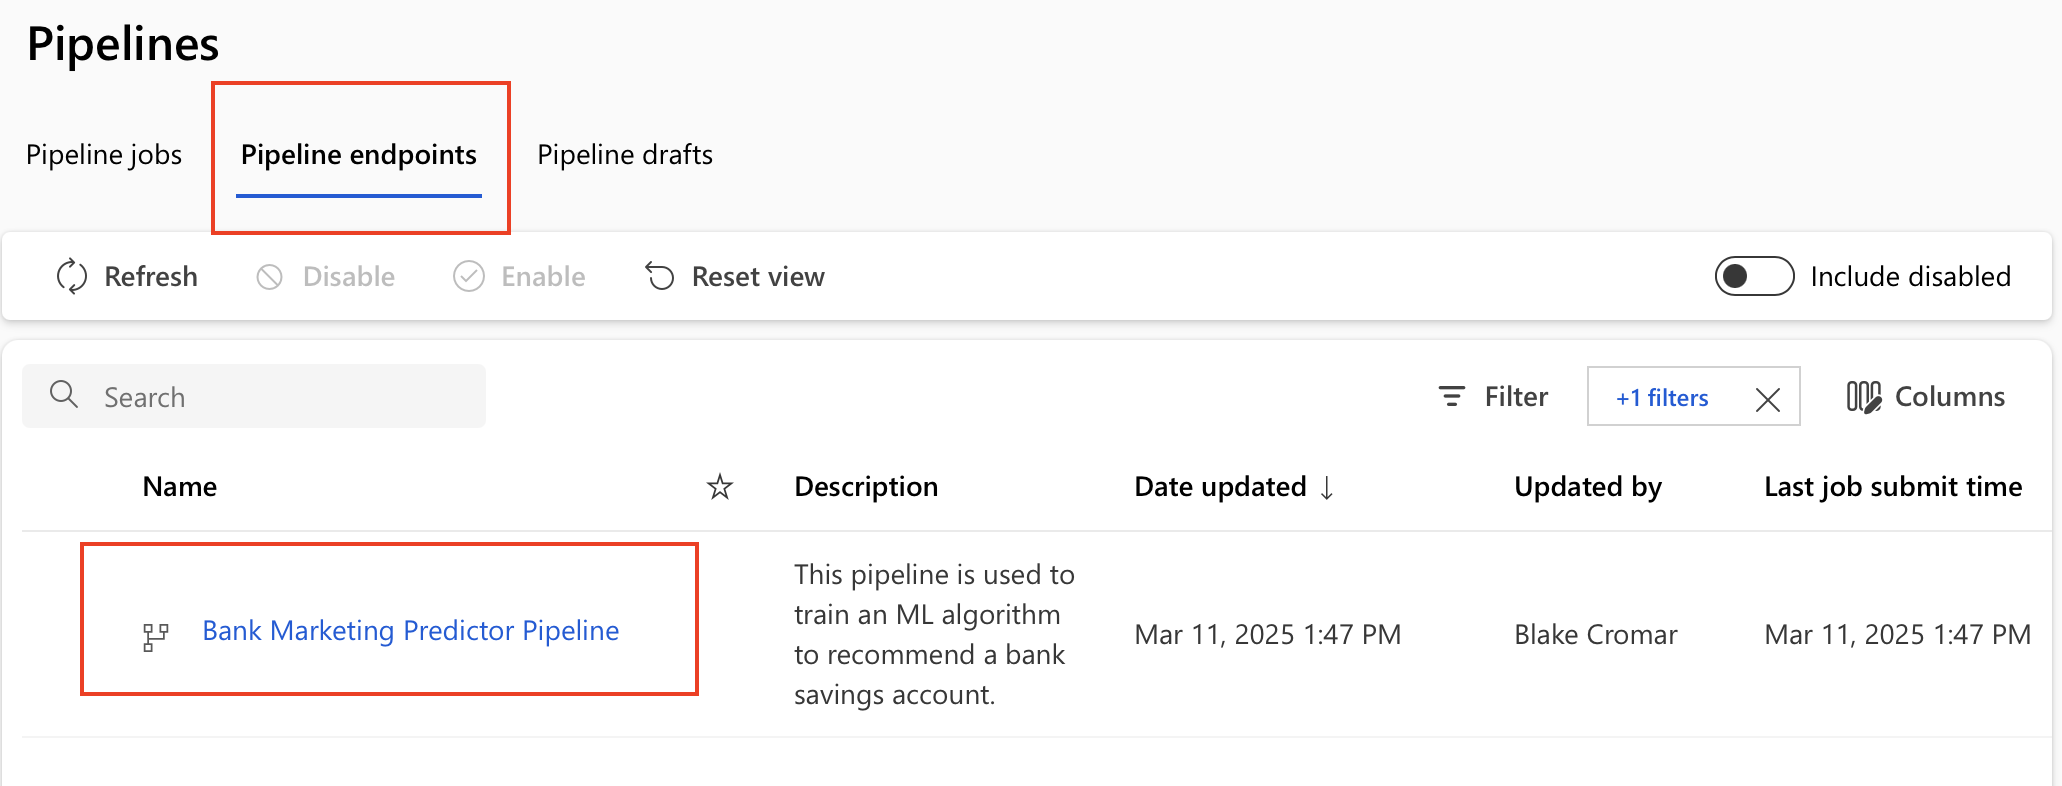 Pipelines
Pipeline jobs Pipeline endpoints Pipeline drafts
Refresh Disable Enable Reset view Include disabled
Search Filter +1 filters Columns
Name Description Date updated ↓ Updated by Last job submit time
This pipeline is used to
train an ML algorithm
Bank Marketing Predictor Pipeline Mar 11, 2025 1:47 PM Blake Cromar Mar 11, 2025 1:47 PM
to recommend a bank
savings account.